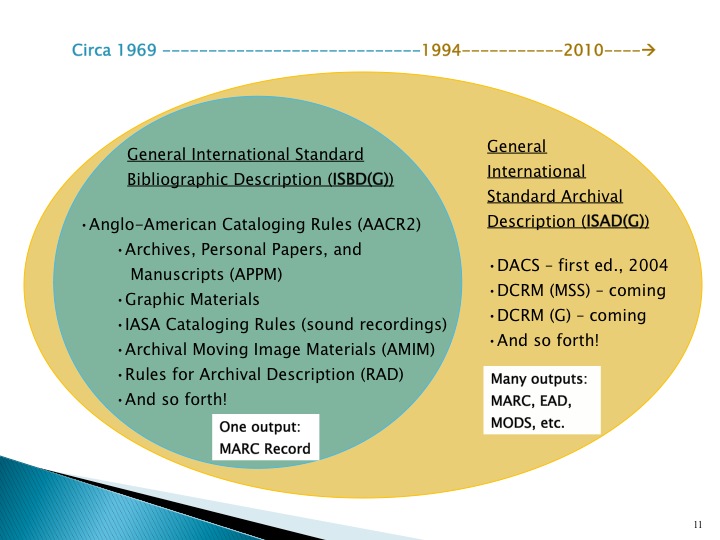 Circa 1969 ----------------------------1994-----------2010----→
General International Standard
Bibliographic Description (ISBD(G))
•Anglo-American Cataloging Rules (AACR2)
•Archives, Personal Papers, and
Manuscripts (APPM)
•Graphic Materials
•IASA Cataloging Rules (sound recordings)
•Archival Moving Image Materials (AMIM)
•Rules for Archival Description (RAD)
•And so forth!
One output:
MARC Record
General
International
Standard Archival
Description (ISAD(G))
•DACS – first ed., 2004
•DCRM (MSS) – coming
•DCRM (G) – coming
•And so forth!
Many outputs:
MARC, EAD,
MODS, etc.
11